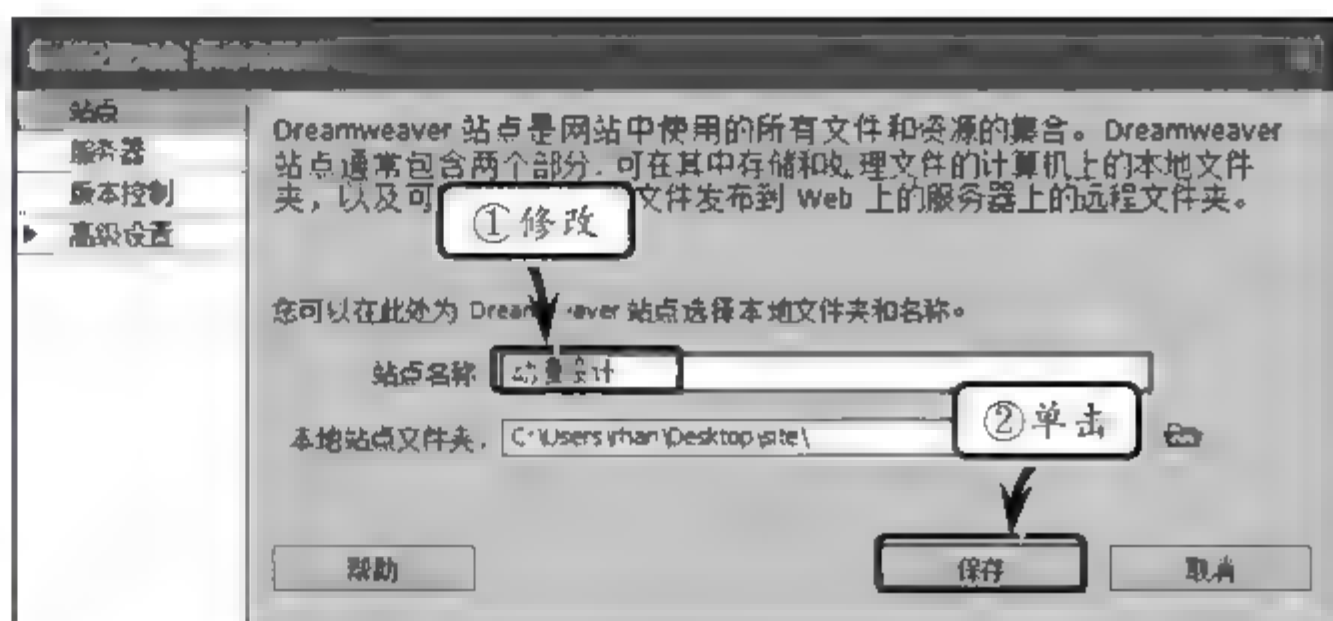 站点
服务器
版本控制
高级设置
Dreamweaver 站点是网站中使用的所有文件和资源的集合。Dreamweaver
站点通常包含两个部分，可在其中存储和处理文件的计算机上的本地文件
夹，以及可 文件发布到 Web 上的服务器上的远程文件夹。
①修改
您可以在此处为 Dreamweaver 站点选择本地文件夹和名称。
站点名称
本地站点文件夹：
②单击
帮助
保存
取消